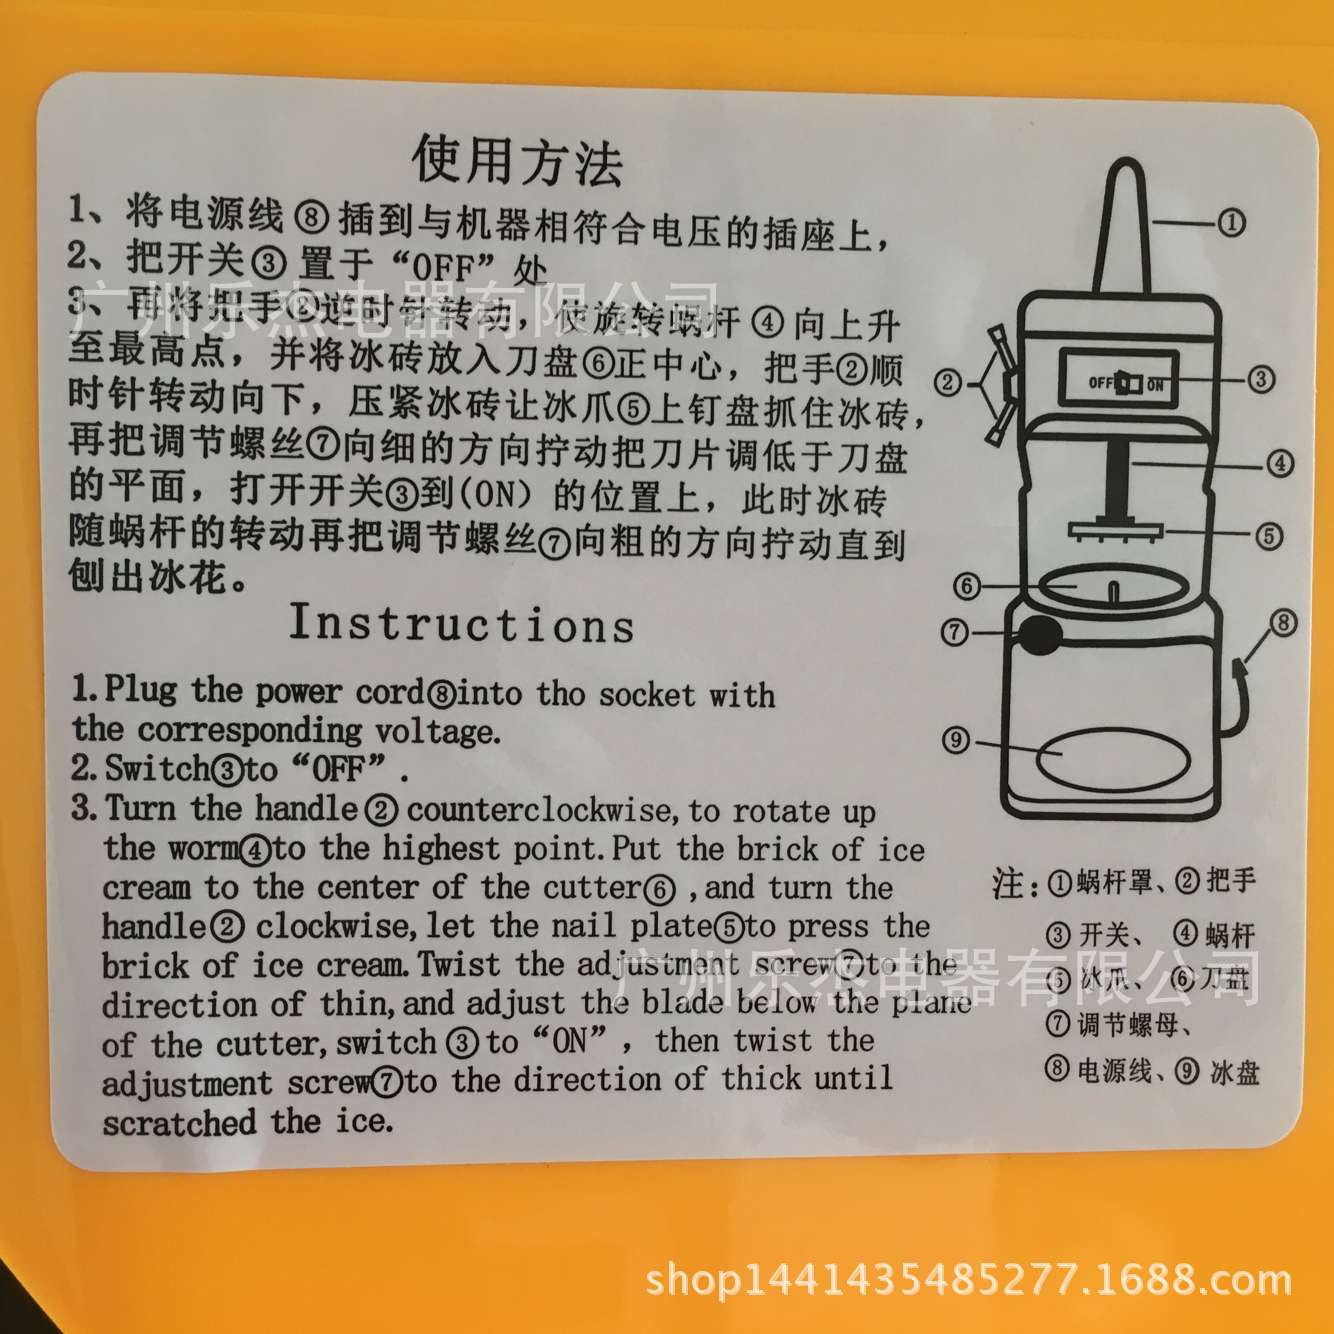 使用方法
1、将电源线⑧插到与机器相符合电压的插座上，
2、把开关③置于“OFF”处
3、再将把手②逆时针转动，使旋转蜗杆④向上升
至最高点，并将冰砖放入刀盘⑥正中心，把手②顺
时针转动向下，压紧冰砖让冰爪⑤上钉盘抓住冰砖，
再把调节螺丝⑦向细的方向拧动把刀片调低于刀盘
的平面，打开开关③到(ON）的位置上，此时冰砖
随蜗杆的转动再把调节螺丝⑦向粗的方向拧动直到
刨出冰花。
Instructions
1.Plug the power cord⑧into tho socket with
the corresponding voltage.
2.Switch③to “OFF”.
3.Turn the handle②counterclockwise,to rotate up
the worm④to the highest point.Put the brick of ice
cream to the center of the cutter⑥,and turn the
handle② clockwise,let the nail plate⑤to press the
brick of ice cream.Twist the adjustment screw⑦to the
direction of thin,and adjust the blade below the plane
of the cutter,switch③to “ON”, then twist the
adjustment screw⑦to the direction of thick until
scratched the ice.
①
②
OFF ON
③
④
⑤
⑥
⑦
⑧
⑨
注:①蜗杆罩、②把手
③开关、 ④蜗杆
⑤冰爪、 ⑥刀盘
⑦调节螺母、
⑧电源线、⑨冰盘
广州乐杰电器有限公司
广州乐杰电器有限公司
shop1441435485277.1688.com